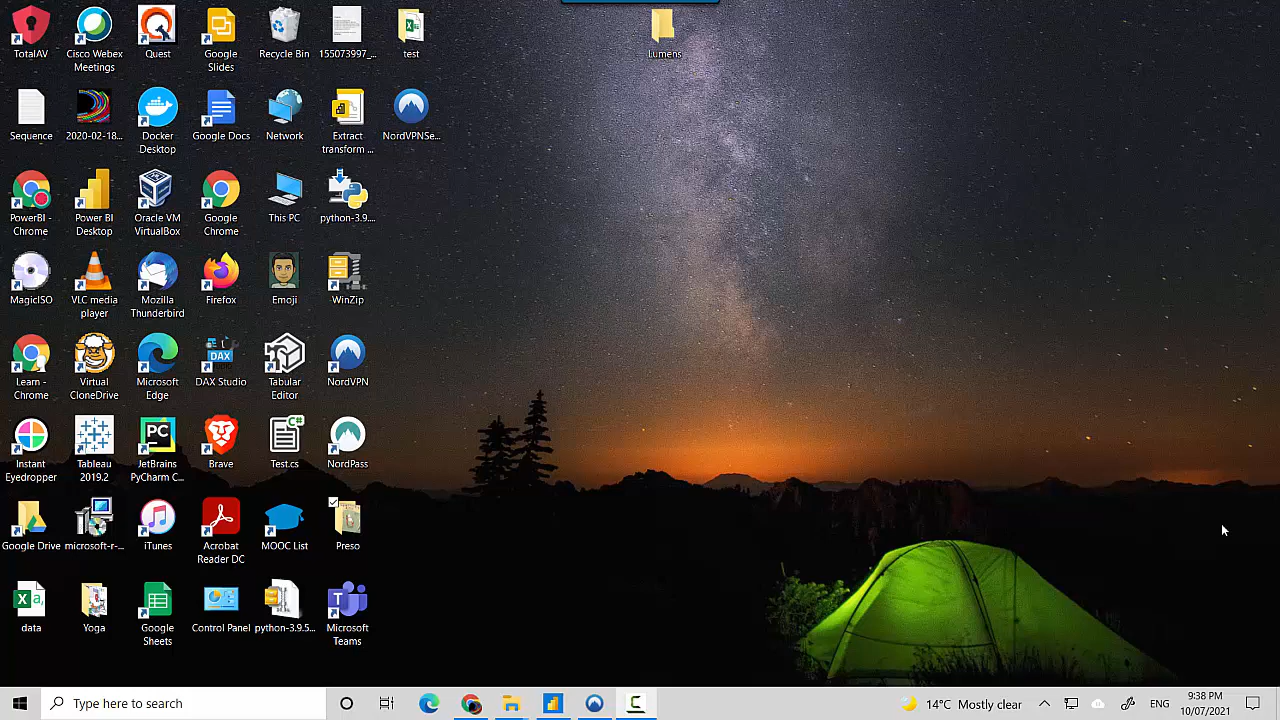 TotalAV
Cisco Webex
Meetings
Quest
Google
Slides
Recycle Bin
155073997_...
test
Lumens
Sequence
2020-02-18...
Docker
Desktop
Google Docs
Network
Extract
transform ...
NordVPNSe...
PowerBI -
Chrome
Power BI
Desktop
Oracle VM
VirtualBox
Google
Chrome
This PC
python-3.9....
MagicISO
VLC media
player
Mozilla
Thunderbird
Firefox
Emoji
WinZip
Learn -
Chrome
Virtual
CloneDrive
Microsoft
Edge
DAX
DAX Studio
Tabular
Editor
NordVPN
Instant
Eyedropper
Tableau
2019.2
PC
JetBrains
PyCharm C...
Brave
C#
Test.cs
NordPass
Google Drive
microsoft-r-...
iTunes
Acrobat
Reader DC
MOOC List
Preso
data
Yoga
Google
Sheets
Control Panel
python-3.9.5...
Microsoft
Teams
Type here to search
14°C Mostly clear
ENG
9:38 PM
10/07/2021